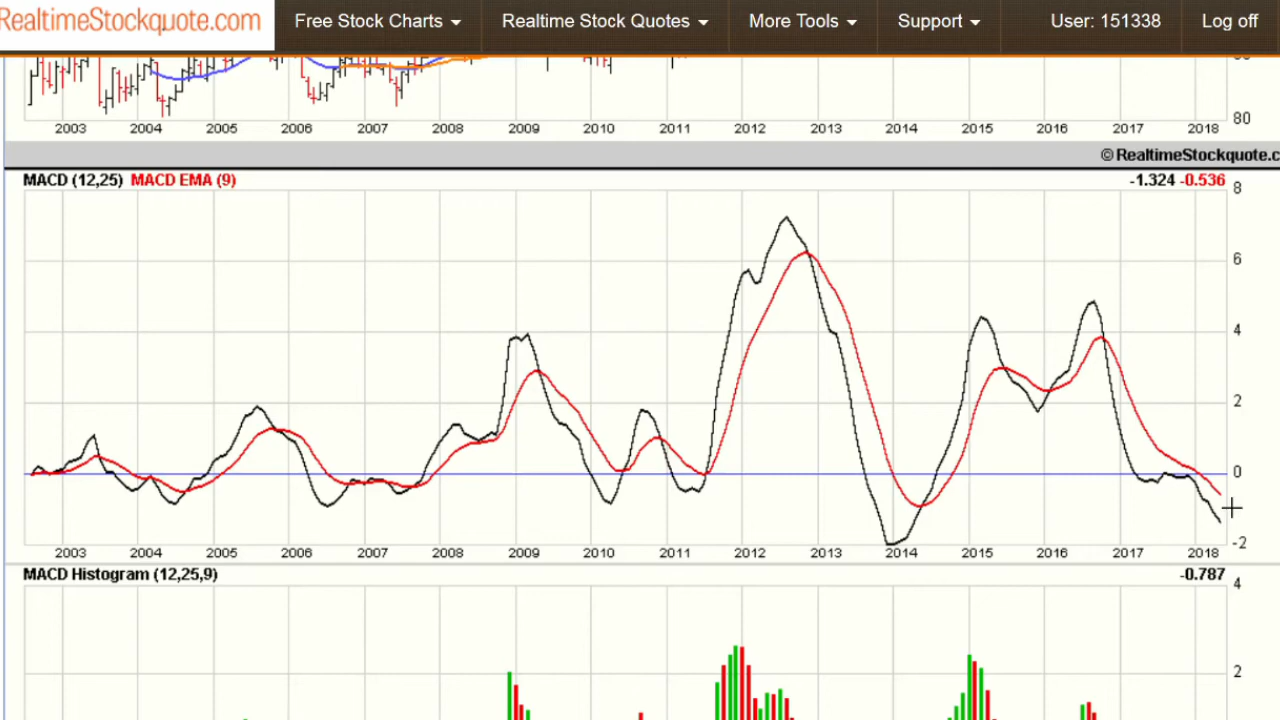 RealtimeStockquote.com Free Stock Charts Realtime Stock Quotes More Tools Support User: 151338 Log off
80
2003 2004 2005 2006 2007 2008 2009 2010 2011 2012 2013 2014 2015 2016 2017 2018
© RealtimeStockquote.c
MACD (12,25) MACD EMA (9) -1.324 -0.536
8
6
4
2
0
-2
2003 2004 2005 2006 2007 2008 2009 2010 2011 2012 2013 2014 2015 2016 2017 2018
MACD Histogram (12,25,9) -0.787
4
2